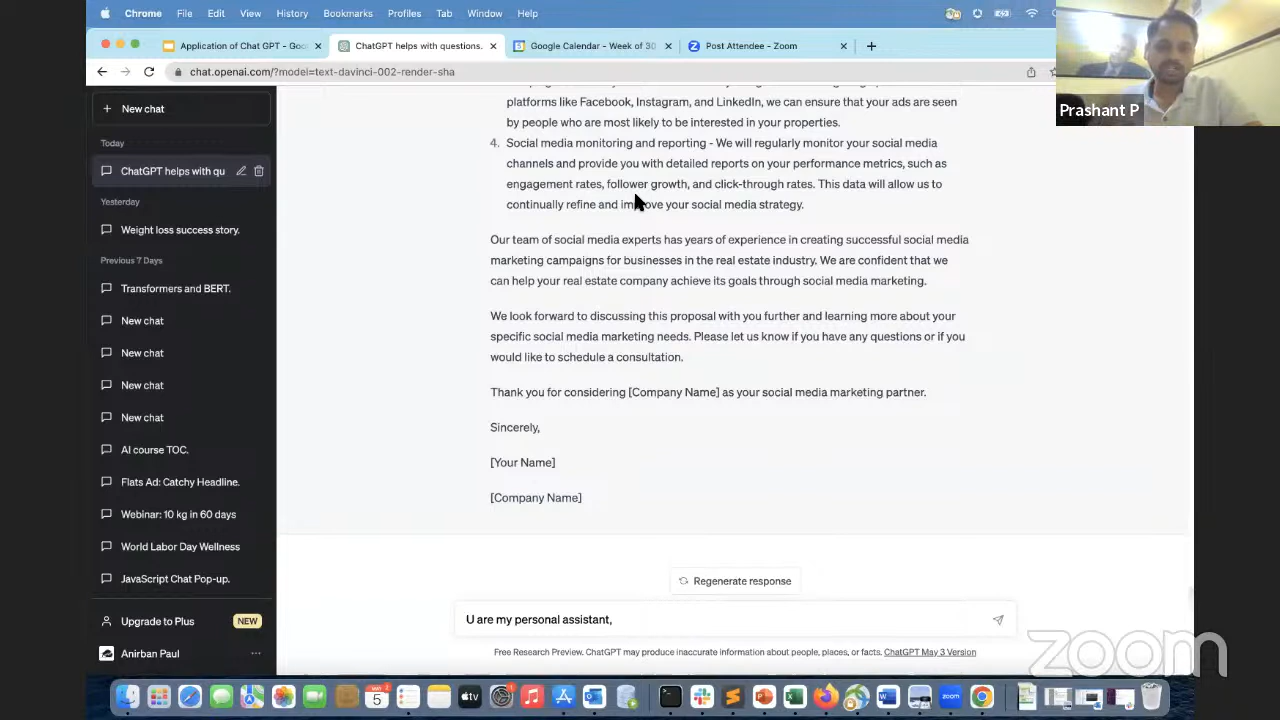 Chrome File Edit View History Bookmarks Profiles Tab Window Help
Application of Chat GPT - Goo
ChatGPT helps with questions.
Google Calendar - Week of 30
Post Attendee - Zoom
chat.openai.com/?model=text-davinci-002-render-sha
Prashant P
New chat
Today
ChatGPT helps with qu
Yesterday
Weight loss success story.
Previous 7 Days
Transformers and BERT.
New chat
New chat
New chat
New chat
AI course TOC.
Flats Ad: Catchy Headline.
Webinar: 10 kg in 60 days
World Labor Day Wellness
JavaScript Chat Pop-up.
Upgrade to Plus NEW
Anirban Paul
platforms like Facebook, Instagram, and LinkedIn, we can ensure that your ads are seen
by people who are most likely to be interested in your properties.
4. Social media monitoring and reporting - We will regularly monitor your social media
channels and provide you with detailed reports on your performance metrics, such as
engagement rates, follower growth, and click-through rates. This data will allow us to
continually refine and improve your social media strategy.
Our team of social media experts has years of experience in creating successful social media
marketing campaigns for businesses in the real estate industry. We are confident that we
can help your real estate company achieve its goals through social media marketing.
We look forward to discussing this proposal with you further and learning more about your
specific social media marketing needs. Please let us know if you have any questions or if you
would like to schedule a consultation.
Thank you for considering [Company Name] as your social media marketing partner.
Sincerely,
[Your Name]
[Company Name]
Regenerate response
U are my personal assistant,
Free Research Preview. ChatGPT may produce inaccurate information about people, places, or facts. ChatGPT May 3 Version
zoom
5
tv
zoom